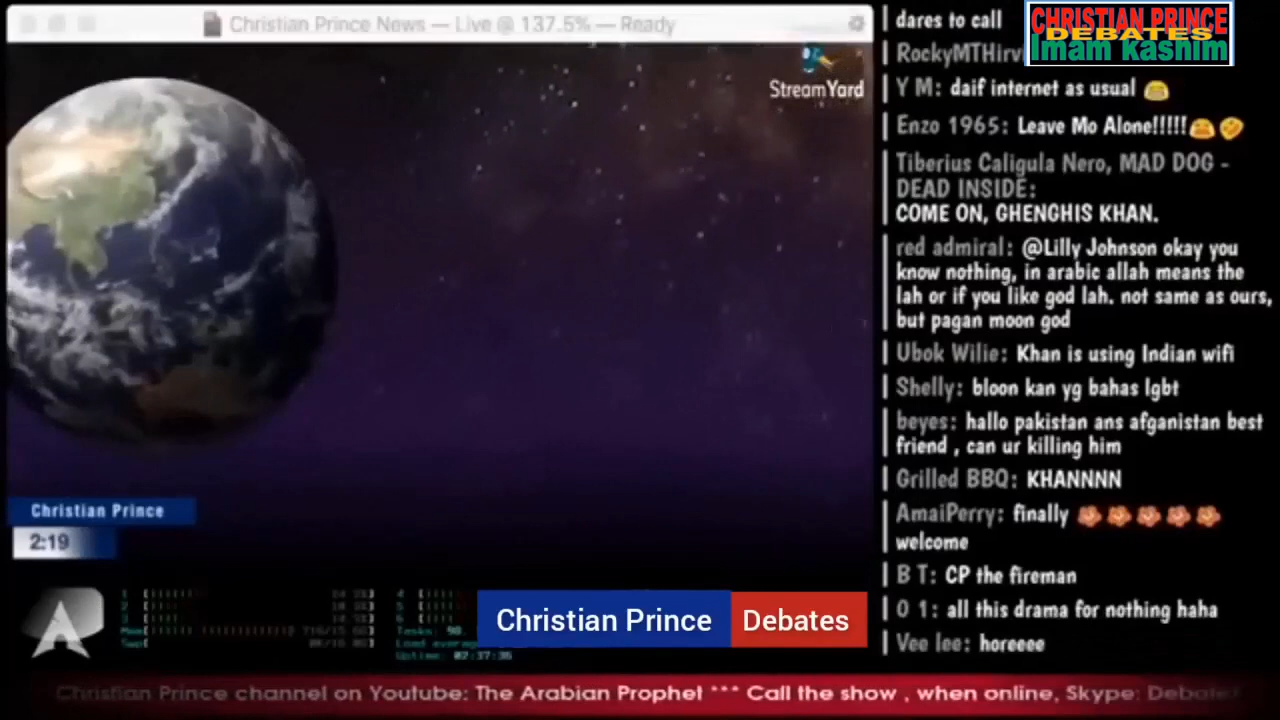 Christian Prince News — Live @ 137.5% — Ready
StreamYard
Christian Prince
2:19
Christian Prince Debates
Uptime: 02:37:36
Christian Prince channel on Youtube: The Arabian Prophet *** Call the show , when online, Skype: Debate
CHRISTIAN PRINCE
DEBATES
Imam Kashim
dares to call
Y M: daif internet as usual
Enzo 1965: Leave Mo Alone!!!!!
Tiberius Caligula Nero, MAD DOG -
DEAD INSIDE:
COME ON, GHENGHIS KHAN.
red admiral: @Lilly Johnson okay you
know nothing, in arabic allah means the
lah or if you like god lah. not same as ours,
but pagan moon god
Ubok Wilie: Khan is using Indian wifi
Shelly: bloon kan yg bahas lgbt
beyes: hallo pakistan ans afganistan best
friend , can ur killing him
Grilled BBQ: KHANNNN
AmaiPerry: finally
welcome
B T: CP the fireman
0 1: all this drama for nothing haha
Vee lee: horeeee